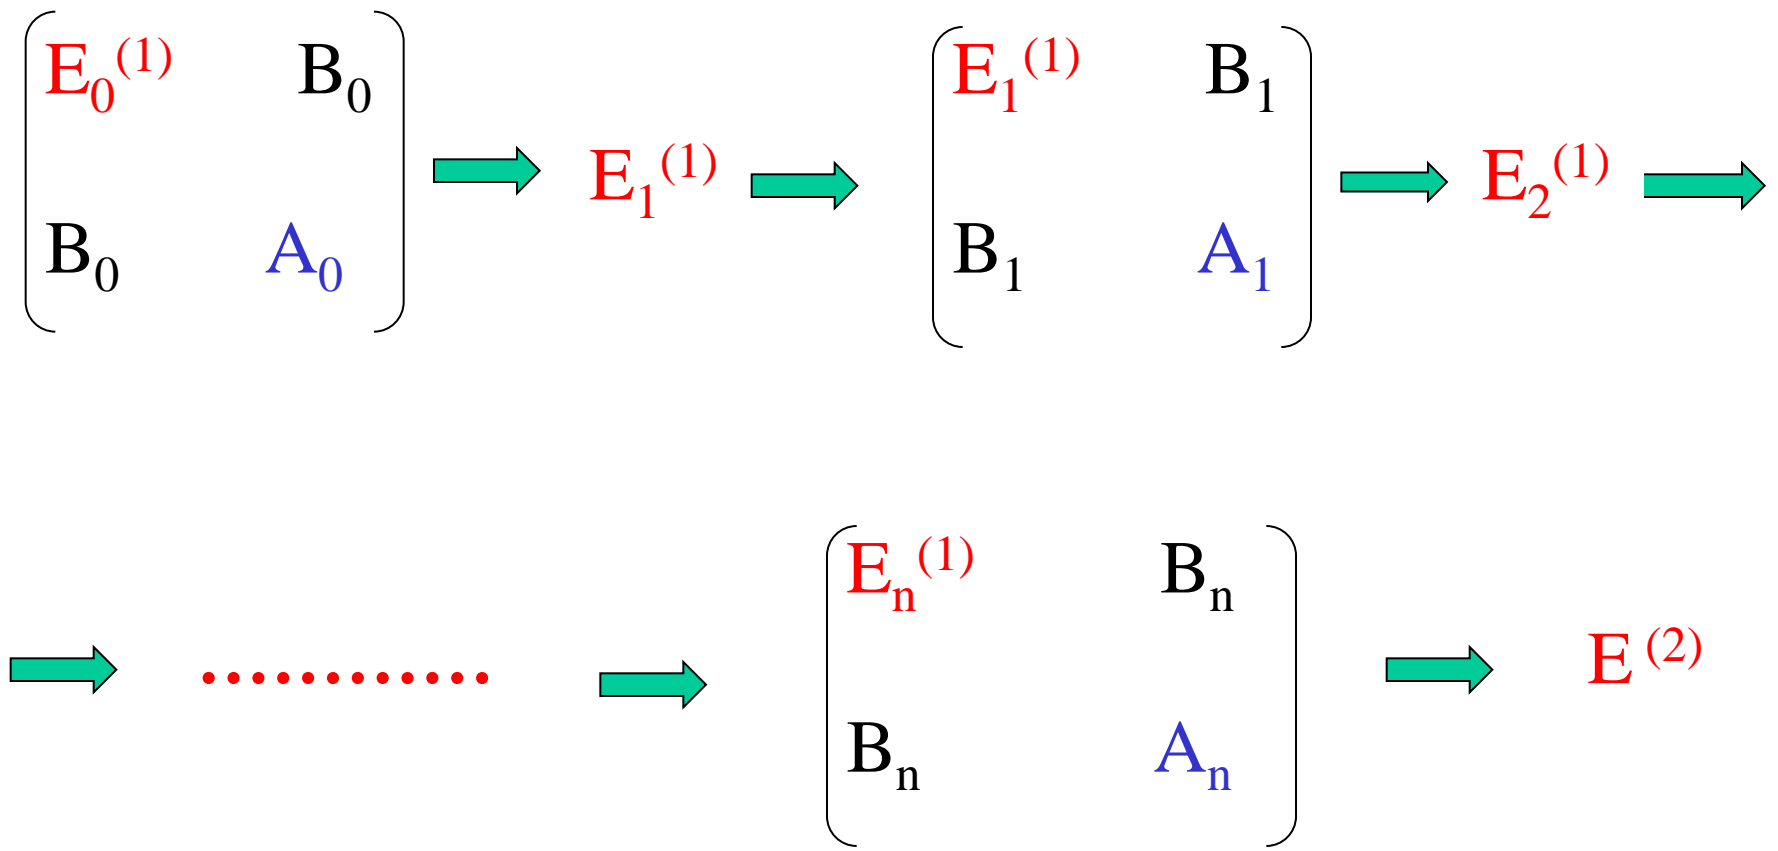 E₀⁽¹⁾ B₀ E₁⁽¹⁾ B₁
E₁⁽¹⁾ E₂⁽¹⁾
B₀ A₀ B₁ A₁
Eₙ⁽¹⁾ Bₙ
............ E⁽²⁾
Bₙ Aₙ